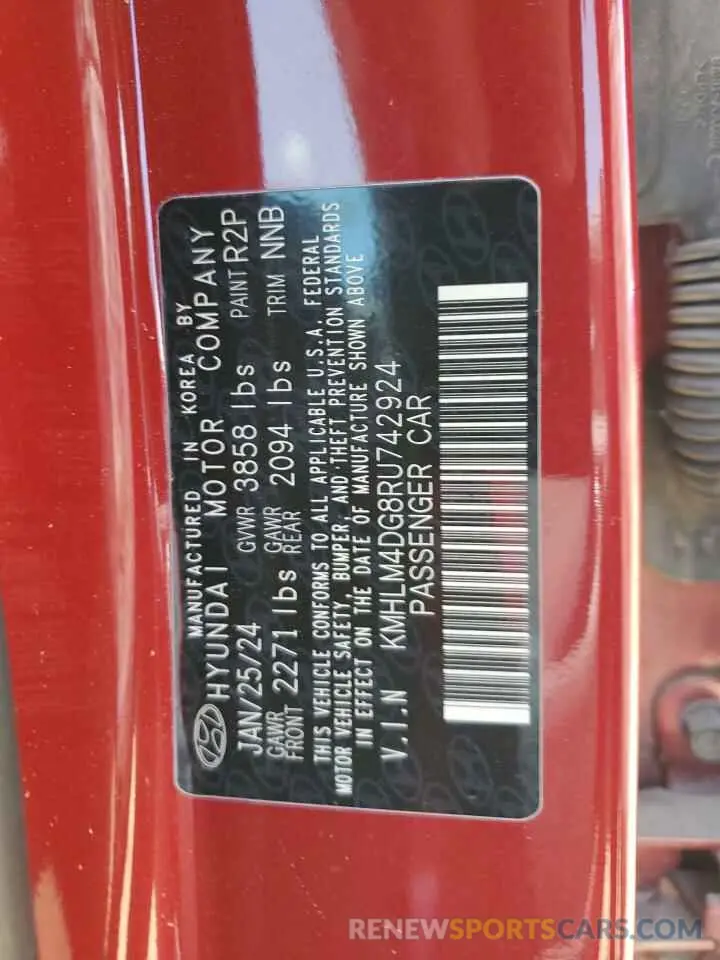 MANUFACTURED IN KOREA BY
HYUNDAI MOTOR COMPANY
JAN/25/24 GVWR 3858 lbs PAINT R2P
GAWR FRONT 2271 lbs GAWR REAR 2094 lbs TRIM NNB
THIS VEHICLE CONFORMS TO ALL APPLICABLE U.S.A. FEDERAL
MOTOR VEHICLE SAFETY, BUMPER, AND THEFT PREVENTION STANDARDS
IN EFFECT ON THE DATE OF MANUFACTURE SHOWN ABOVE
V.I.N KMHLM4DG8RU742924
PASSENGER CAR
RENEWSPORTSCARS.COM